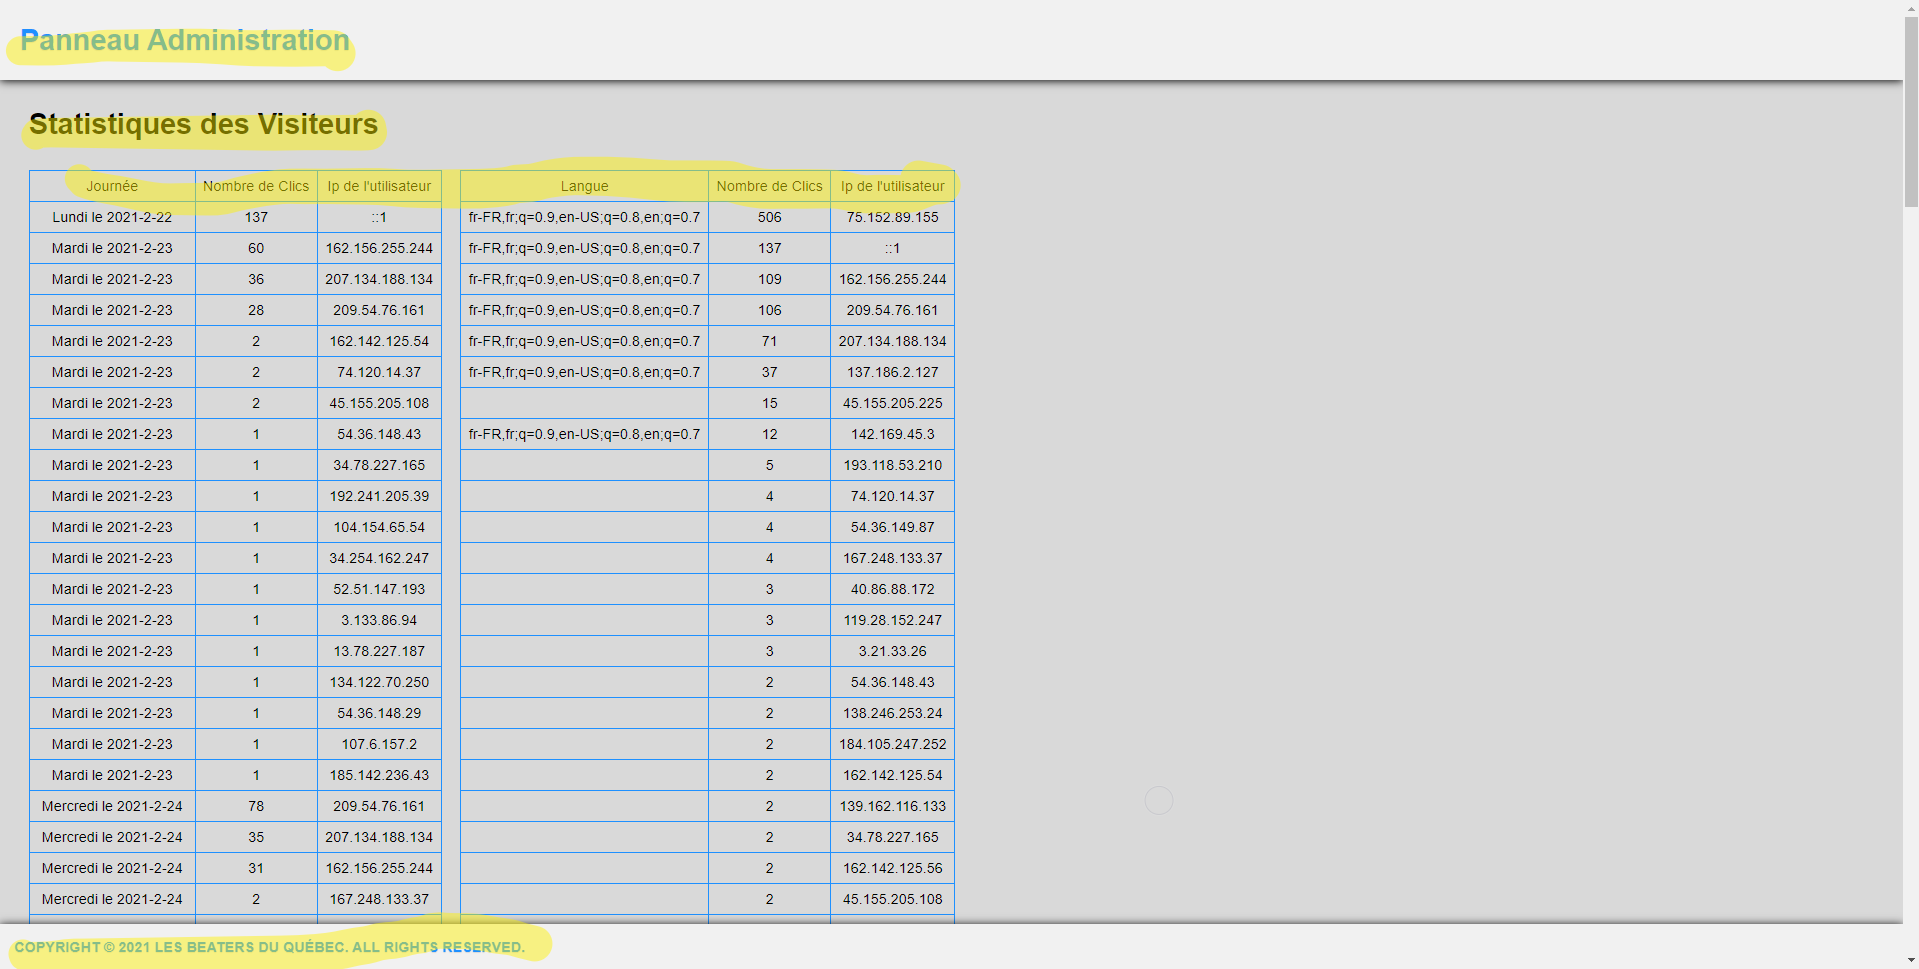 Panneau Administration
Statistiques des Visiteurs
Journée Nombre de Clics Ip de l'utilisateur
Lundi le 2021-2-22 137 ::1
Mardi le 2021-2-23 60 162.156.255.244
Mardi le 2021-2-23 36 207.134.188.134
Mardi le 2021-2-23 28 209.54.76.161
Mardi le 2021-2-23 2 162.142.125.54
Mardi le 2021-2-23 2 74.120.14.37
Mardi le 2021-2-23 2 45.155.205.108
Mardi le 2021-2-23 1 54.36.148.43
Mardi le 2021-2-23 1 34.78.227.165
Mardi le 2021-2-23 1 192.241.205.39
Mardi le 2021-2-23 1 104.154.65.54
Mardi le 2021-2-23 1 34.254.162.247
Mardi le 2021-2-23 1 52.51.147.193
Mardi le 2021-2-23 1 3.133.86.94
Mardi le 2021-2-23 1 13.78.227.187
Mardi le 2021-2-23 1 134.122.70.250
Mardi le 2021-2-23 1 54.36.148.29
Mardi le 2021-2-23 1 107.6.157.2
Mardi le 2021-2-23 1 185.142.236.43
Mercredi le 2021-2-24 78 209.54.76.161
Mercredi le 2021-2-24 35 207.134.188.134
Mercredi le 2021-2-24 31 162.156.255.244
Mercredi le 2021-2-24 2 167.248.133.37
Langue Nombre de Clics Ip de l'utilisateur
fr-FR,fr;q=0.9,en-US;q=0.8,en;q=0.7 506 75.152.89.155
fr-FR,fr;q=0.9,en-US;q=0.8,en;q=0.7 137 ::1
fr-FR,fr;q=0.9,en-US;q=0.8,en;q=0.7 109 162.156.255.244
fr-FR,fr;q=0.9,en-US;q=0.8,en;q=0.7 106 209.54.76.161
fr-FR,fr;q=0.9,en-US;q=0.8,en;q=0.7 71 207.134.188.134
fr-FR,fr;q=0.9,en-US;q=0.8,en;q=0.7 37 137.186.2.127
15 45.155.205.225
fr-FR,fr;q=0.9,en-US;q=0.8,en;q=0.7 12 142.169.45.3
5 193.118.53.210
4 74.120.14.37
4 54.36.149.87
4 167.248.133.37
3 40.86.88.172
3 119.28.152.247
3 3.21.33.26
2 54.36.148.43
2 138.246.253.24
2 184.105.247.252
2 162.142.125.54
2 139.162.116.133
2 34.78.227.165
2 162.142.125.56
2 45.155.205.108
COPYRIGHT © 2021 LES BEATERS DU QUÉBEC. ALL RIGHTS RESERVED.